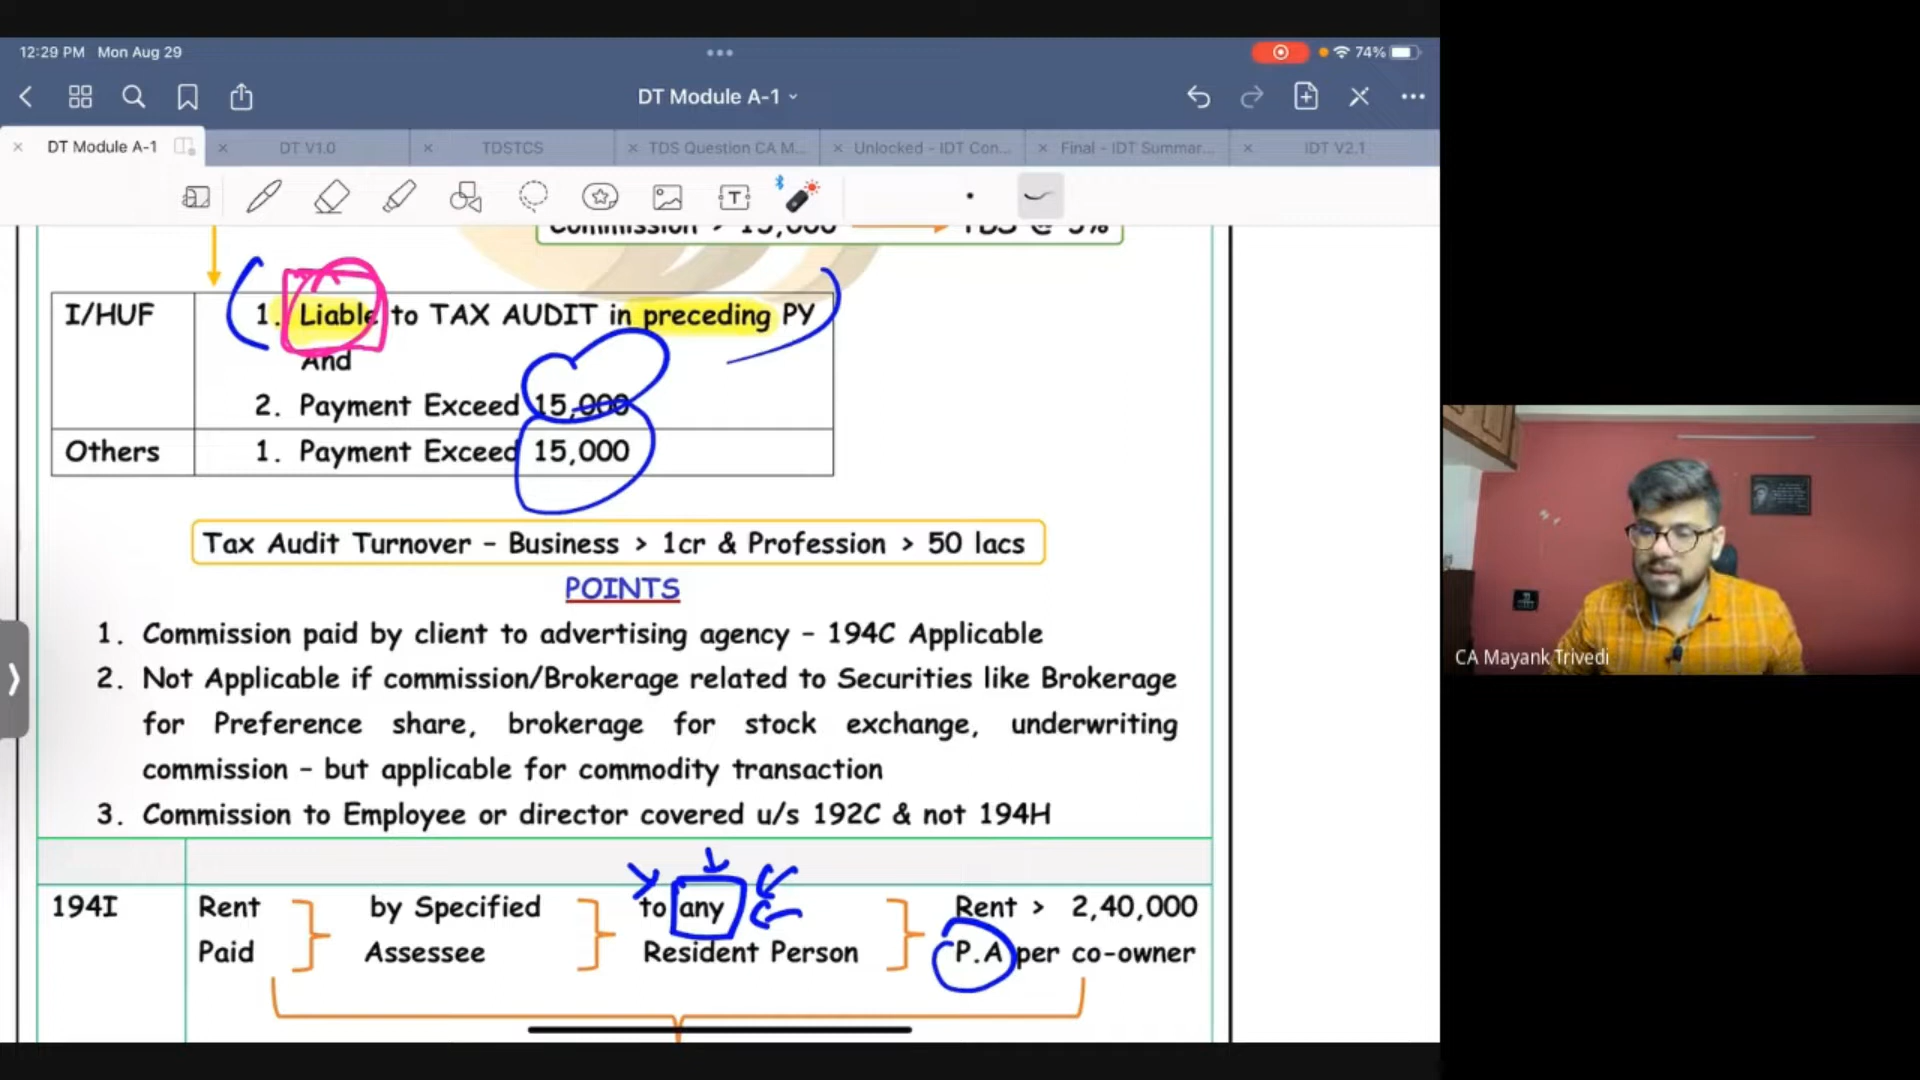 12:29 PM Mon Aug 29
74%
DT Module A-1
DT Module A-1
DT V1.0
TDSTCS
TDS Question CA M...
Unlocked - IDT Con...
Final - IDT Summar...
IDT V2.1
Commission > 15,000 TDS @ 5%
I/HUF
1. Liable to TAX AUDIT in preceding PY
And
2. Payment Exceed 15,000
Others
1. Payment Exceed 15,000
Tax Audit Turnover – Business > 1cr & Profession > 50 lacs
POINTS
1. Commission paid by client to advertising agency – 194C Applicable
2. Not Applicable if commission/Brokerage related to Securities like Brokerage
for Preference share, brokerage for stock exchange, underwriting
commission – but applicable for commodity transaction
3. Commission to Employee or director covered u/s 192C & not 194H
194I
Rent by Specified to any Rent > 2,40,000
Paid Assessee Resident Person P.A per co-owner
CA Mayank Trivedi